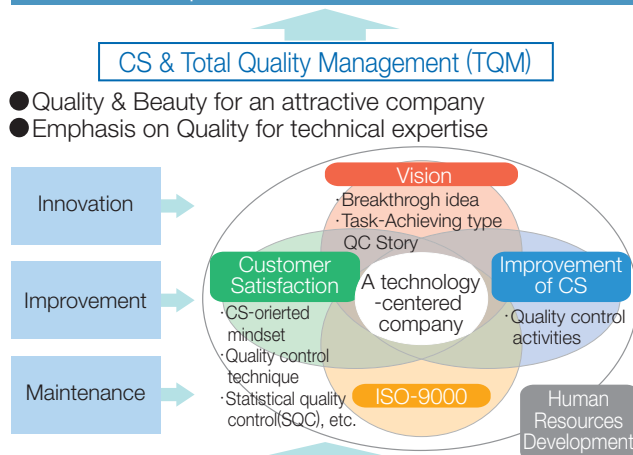 CS & Total Quality Management (TQM)
●Quality & Beauty for an attractive company
●Emphasis on Quality for technical expertise
Innovation
Improvement
Maintenance
Vision
·Breakthrogh idea
·Task-Achieving type
QC Story
Customer
Satisfaction
·CS-orierted
mindset
·Quality control
technique
·Statistical quality
control(SQC), etc.
A technology
-centered
company
Improvement
of CS
·Quality control
activities
ISO-9000
Human
Resources
Development